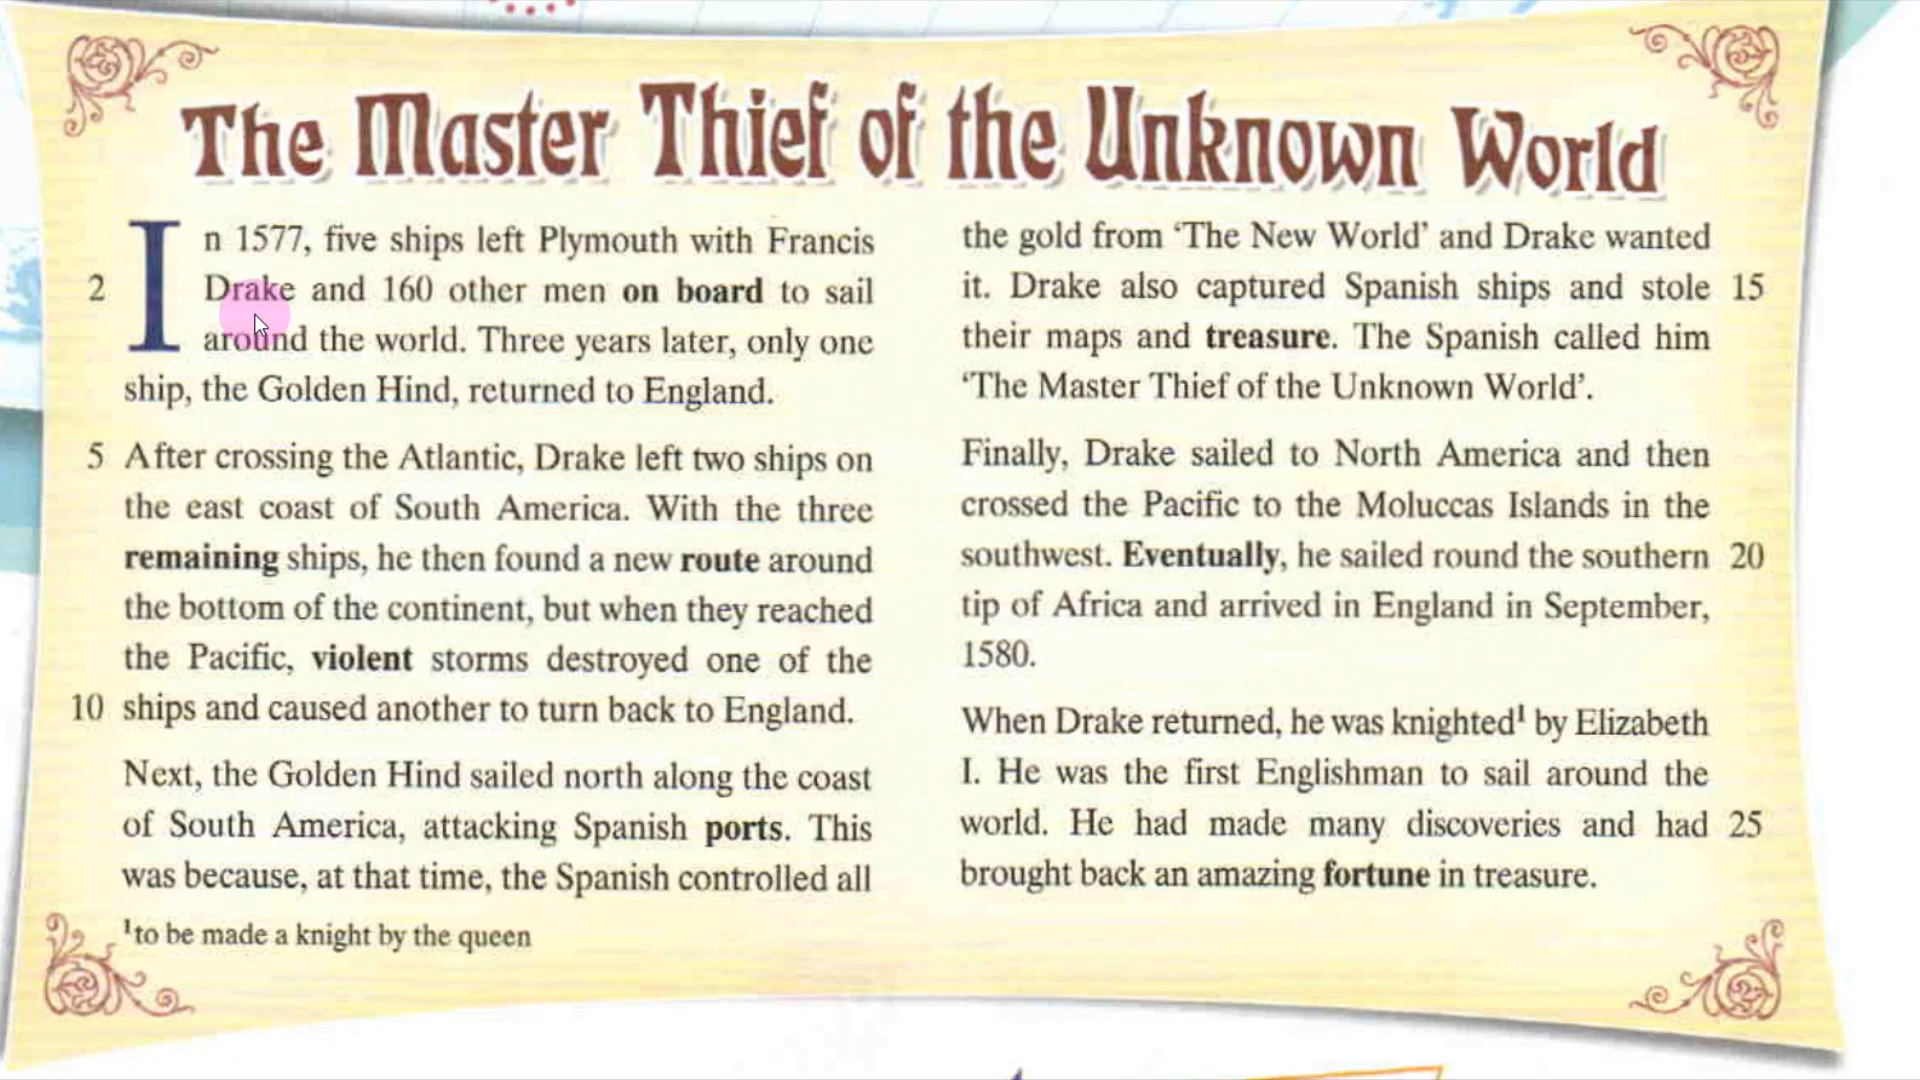 The Master Thief of the Unknown World
In 1577, five ships left Plymouth with Francis
2 Drake and 160 other men on board to sail
around the world. Three years later, only one
ship, the Golden Hind, returned to England.
5 After crossing the Atlantic, Drake left two ships on
the east coast of South America. With the three
remaining ships, he then found a new route around
the bottom of the continent, but when they reached
the Pacific, violent storms destroyed one of the
10 ships and caused another to turn back to England.
Next, the Golden Hind sailed north along the coast
of South America, attacking Spanish ports. This
was because, at that time, the Spanish controlled all
¹to be made a knight by the queen
the gold from ‘The New World’ and Drake wanted
it. Drake also captured Spanish ships and stole 15
their maps and treasure. The Spanish called him
‘The Master Thief of the Unknown World’.
Finally, Drake sailed to North America and then
crossed the Pacific to the Moluccas Islands in the
southwest. Eventually, he sailed round the southern 20
tip of Africa and arrived in England in September,
1580.
When Drake returned, he was knighted¹ by Elizabeth
I. He was the first Englishman to sail around the
world. He had made many discoveries and had 25
brought back an amazing fortune in treasure.